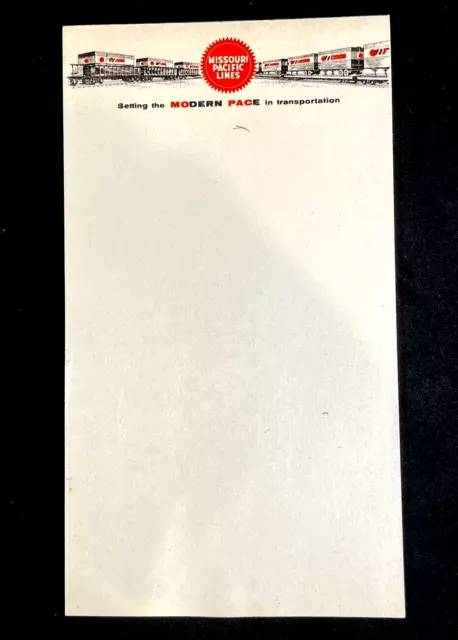 MISSOURI
PACIFIC
LINES
Setting the MODERN PACE in transportation